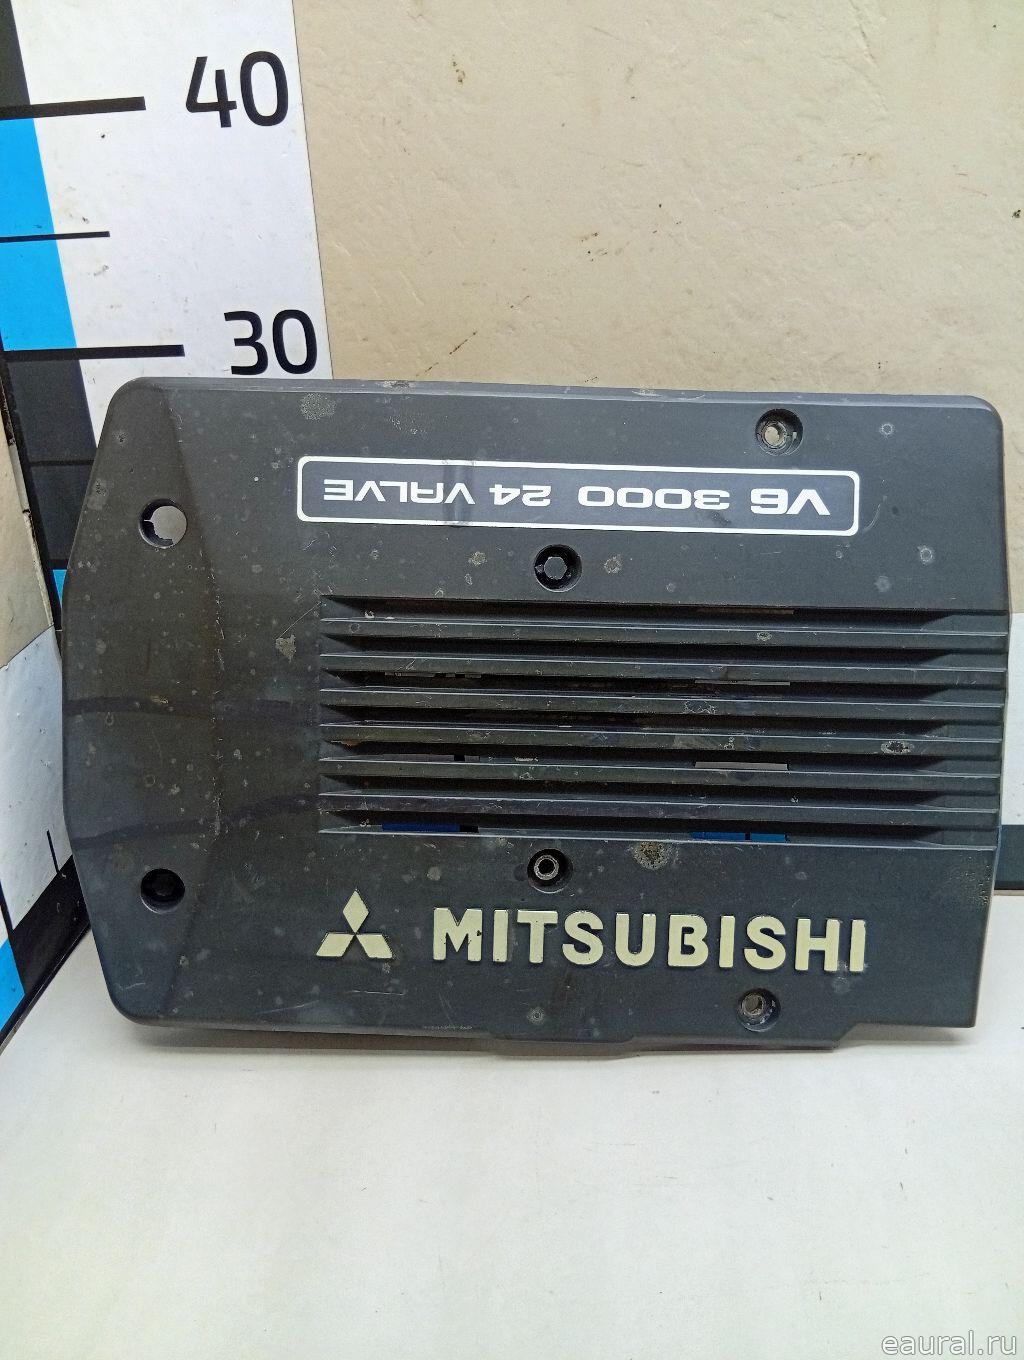 40
30
V6 3000 24 VALVE
MITSUBISHI
eaural.ru